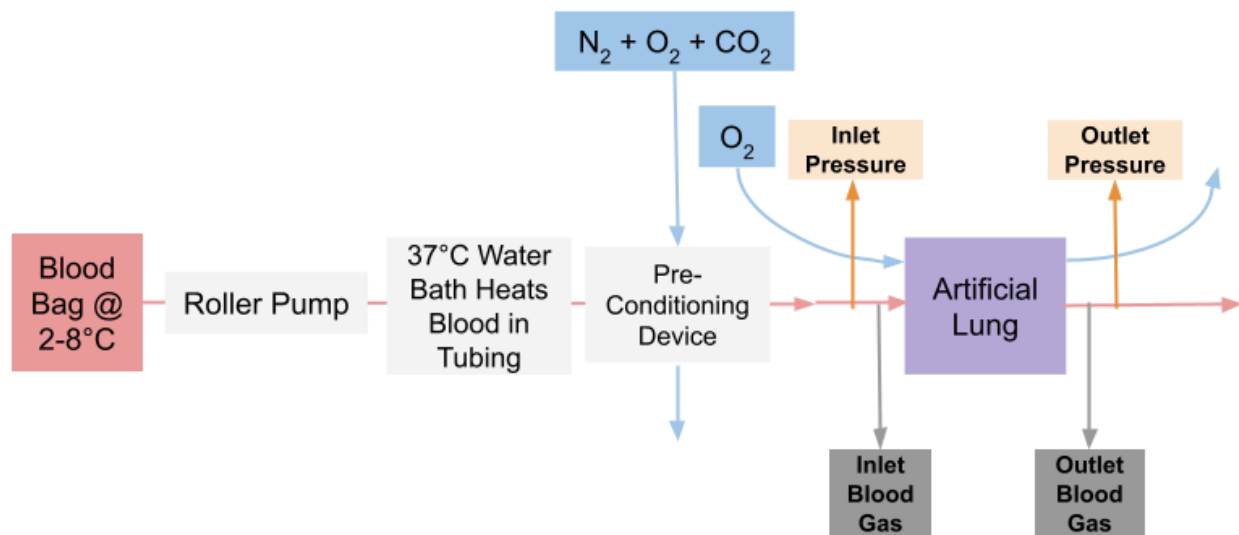 N₂ + O₂ + CO₂
O₂
Inlet
Pressure
Outlet
Pressure
Blood
Bag @
2-8°C
Roller Pump
37°C Water
Bath Heats
Blood in
Tubing
Pre-
Conditioning
Device
Artificial
Lung
Inlet
Blood
Gas
Outlet
Blood
Gas